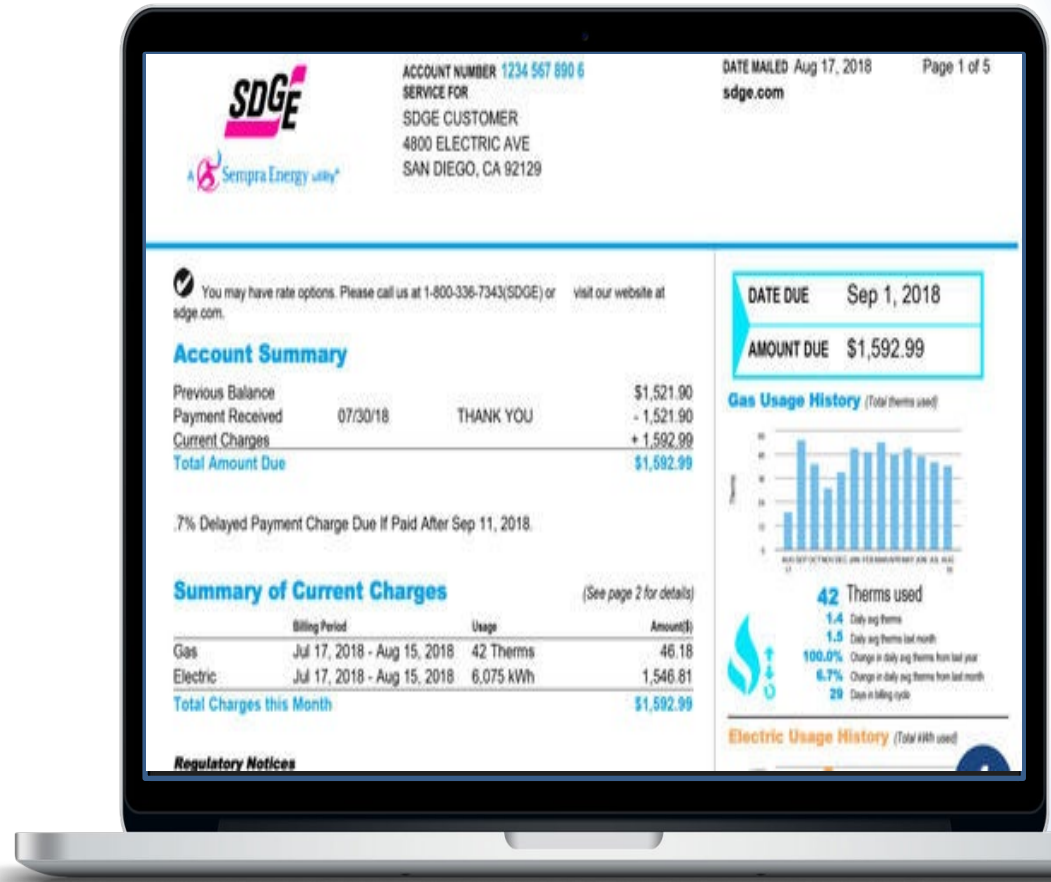 SDGE
A Sempra Energy utility®
ACCOUNT NUMBER 1234 567 890 6
SERVICE FOR
SDGE CUSTOMER
4800 ELECTRIC AVE
SAN DIEGO, CA 92129
DATE MAILED Aug 17, 2018 Page 1 of 5
sdge.com
You may have rate options. Please call us at 1-800-336-7343(SDGE) or visit our website at
sdge.com.
Account Summary
Previous Balance $1,521.90
Payment Received 07/30/18 THANK YOU - 1,521.90
Current Charges + 1,592.99
Total Amount Due $1,592.99
.7% Delayed Payment Charge Due If Paid After Sep 11, 2018.
Summary of Current Charges (See page 2 for details)
Billing Period Usage Amount($)
Gas Jul 17, 2018 - Aug 15, 2018 42 Therms 46.18
Electric Jul 17, 2018 - Aug 15, 2018 6,075 kWh 1,546.81
Total Charges this Month $1,592.99
Regulatory Notices
DATE DUE Sep 1, 2018
AMOUNT DUE $1,592.99
Gas Usage History (Total therms used)
Therms
42 Therms used
1.4 Daily avg therms
1.5 Daily avg therms last month
100.0% Change in daily avg therms from last year
6.7% Change in daily avg therms from last month
29 Days in billing cycle
Electric Usage History (Total kWh used)